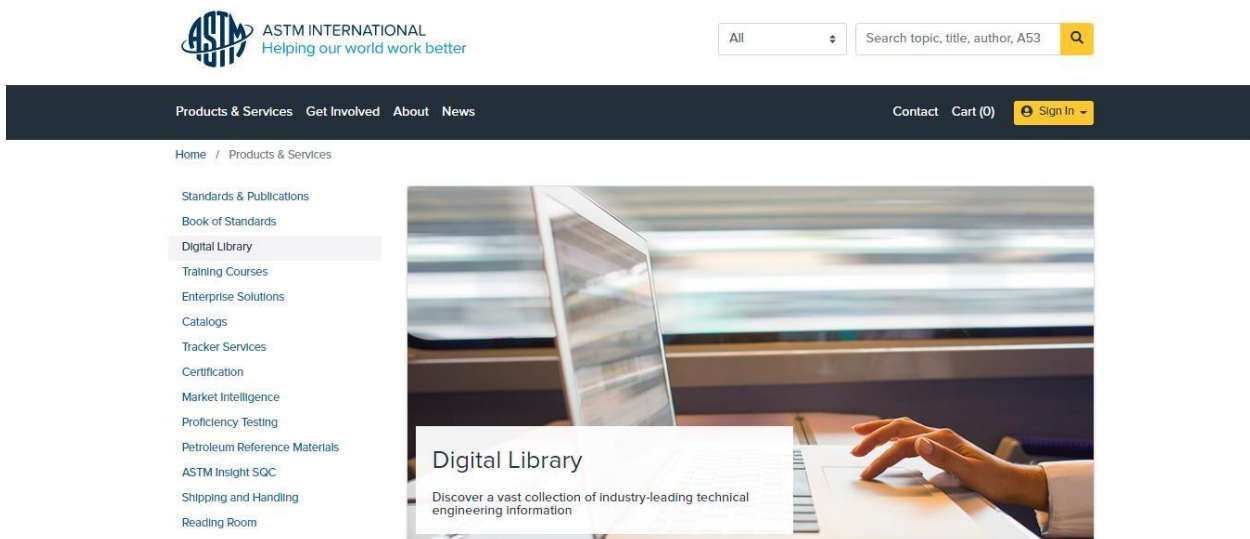 ASTM
ASTM INTERNATIONAL
Helping our world work better
All
Search topic, title, author, A53
Products & Services Get Involved About News
Contact Cart (0) Sign In
Home / Products & Services
Standards & Publications
Book of Standards
Digital Library
Training Courses
Enterprise Solutions
Catalogs
Tracker Services
Certification
Market Intelligence
Proficiency Testing
Petroleum Reference Materials
ASTM Insight SQC
Shipping and Handling
Reading Room
Digital Library
Discover a vast collection of industry-leading technical
engineering information